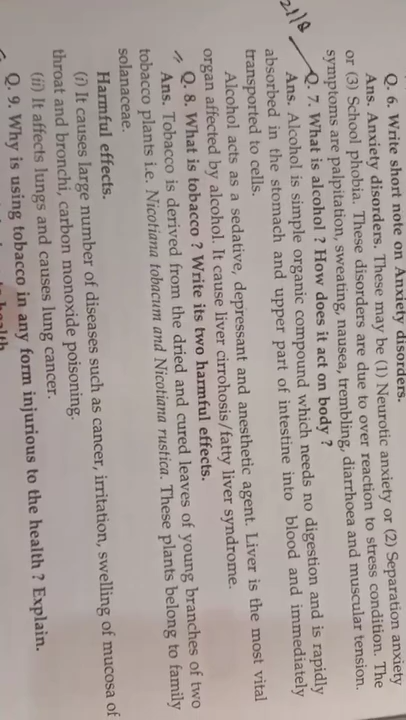 Q. 6. Write short note on Anxiety disorders.
Ans. Anxiety disorders. These may be (1) Neurotic anxiety or (2) Separation anxiety
or (3) School phobia. These disorders are due to over reaction to stress condition. The
symptoms are palpitation, sweating, nausea, trembling, diarrhoea and muscular tension.
Q. 7. What is alcohol ? How does it act on body ?
Ans. Alcohol is simple organic compound which needs no digestion and is rapidly
absorbed in the stomach and upper part of intestine into blood and immediately
transported to cells.
Alcohol acts as a sedative, depressant and anesthetic agent. Liver is the most vital
organ affected by alcohol. It cause liver cirrohosis/fatty liver syndrome.
Q. 8. What is tobacco ? Write its two harmful effects.
Ans. Tobacco is derived from the dried and cured leaves of young branches of two
tobacco plants i.e. Nicotiana tobacum and Nicotiana rustica. These plants belong to family
solanaceae.
Harmful effects.
(i) It causes large number of diseases such as cancer, irritation, swelling of mucosa of
throat and bronchi, carbon monoxide poisoning.
(ii) It affects lungs and causes lung cancer.
Q. 9. Why is using tobacco in any form injurious to the health ? Explain.
health